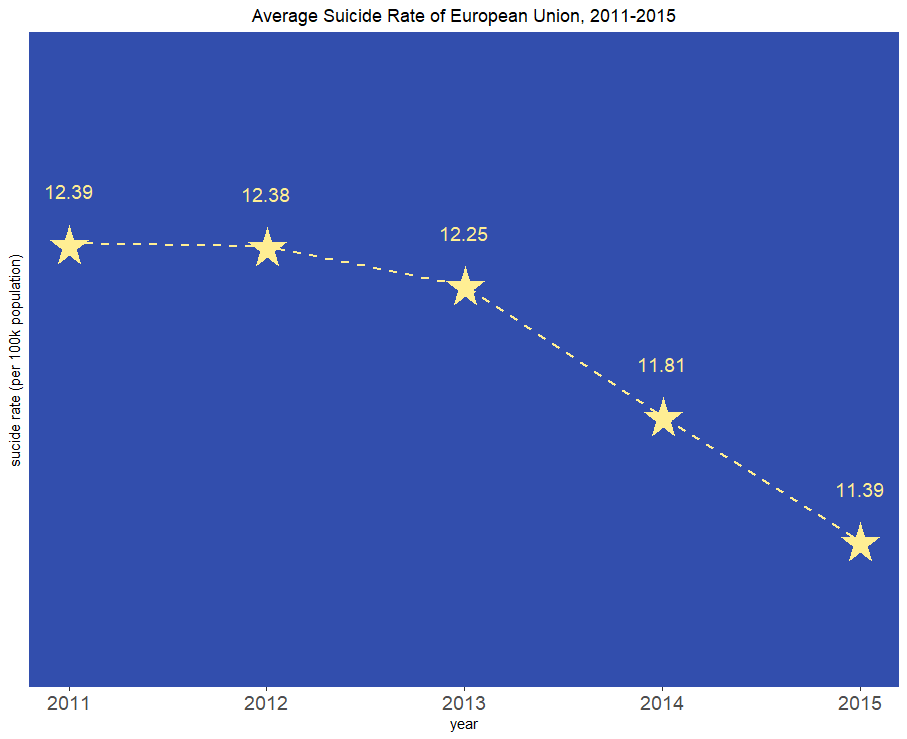 Average Suicide Rate of European Union, 2011-2015
12.39
12.38
12.25
11.81
11.39
sucide rate (per 100k population)
2011 2012 2013 2014 2015
year